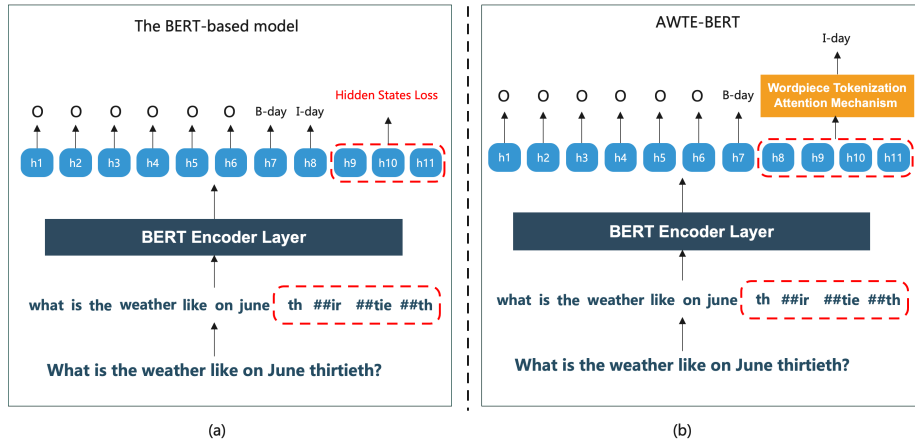 The BERT-based model
Hidden States Loss
O O O O O O B-day I-day
h1 h2 h3 h4 h5 h6 h7 h8 h9 h10 h11
BERT Encoder Layer
what is the weather like on june th ##ir ##tie ##th
What is the weather like on June thirtieth?
(a)
AWTE-BERT
I-day
Wordpiece Tokenization
Attention Mechanism
O O O O O O B-day
h1 h2 h3 h4 h5 h6 h7 h8 h9 h10 h11
BERT Encoder Layer
what is the weather like on june th ##ir ##tie ##th
What is the weather like on June thirtieth?
(b)